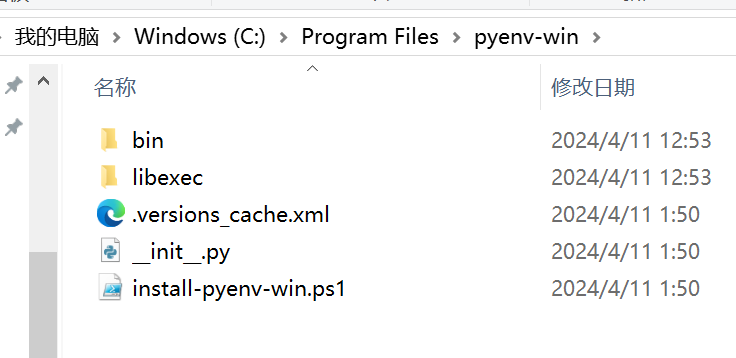 我的电脑 > Windows (C:) > Program Files > pyenv-win >
名称 修改日期
bin 2024/4/11 12:53
libexec 2024/4/11 12:53
.versions_cache.xml 2024/4/11 1:50
__init__.py 2024/4/11 1:50
install-pyenv-win.ps1 2024/4/11 1:50